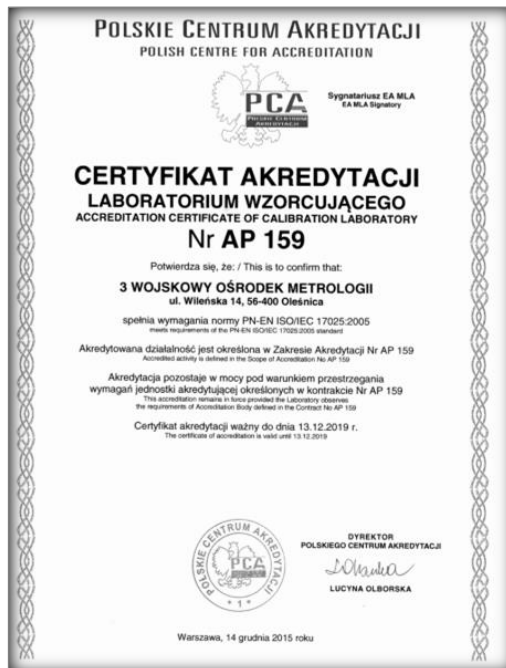 POLSKIE CENTRUM AKREDYTACJI
POLISH CENTRE FOR ACCREDITATION
PCA
POLSKIE CENTRUM
AKREDYTACJI
Sygnatariusz EA MLA
EA MLA Signatory
CERTYFIKAT AKREDYTACJI
LABORATORIUM WZORCUJĄCEGO
ACCREDITATION CERTIFICATE OF CALIBRATION LABORATORY
Nr AP 159
Potwierdza się, że: / This is to confirm that:
3 WOJSKOWY OŚRODEK METROLOGII
ul. Wileńska 14, 56-400 Oleśnica
spełnia wymagania normy PN-EN ISO/IEC 17025:2005
meets requirements of the PN-EN ISO/IEC 17025:2005 standard
Akredytowana działalność jest określona w Zakresie Akredytacji Nr AP 159
Accredited activity is defined in the Scope of Accreditation No AP 159
Akredytacja pozostaje w mocy pod warunkiem przestrzegania
wymagań jednostki akredytującej określonych w kontrakcie Nr AP 159
This accreditation remains in force provided the Laboratory observes
the requirements of Accreditation Body defined in the Contract No AP 159
Certyfikat akredytacji ważny do dnia 13.12.2019 r.
The certificate of accreditation is valid until 13.12.2019
POLSKIE CENTRUM AKREDYTACJI
PCA
* 1 *
DYREKTOR
POLSKIEGO CENTRUM AKREDYTACJI
LUCYNA OLBORSKA
Warszawa, 14 grudnia 2015 roku